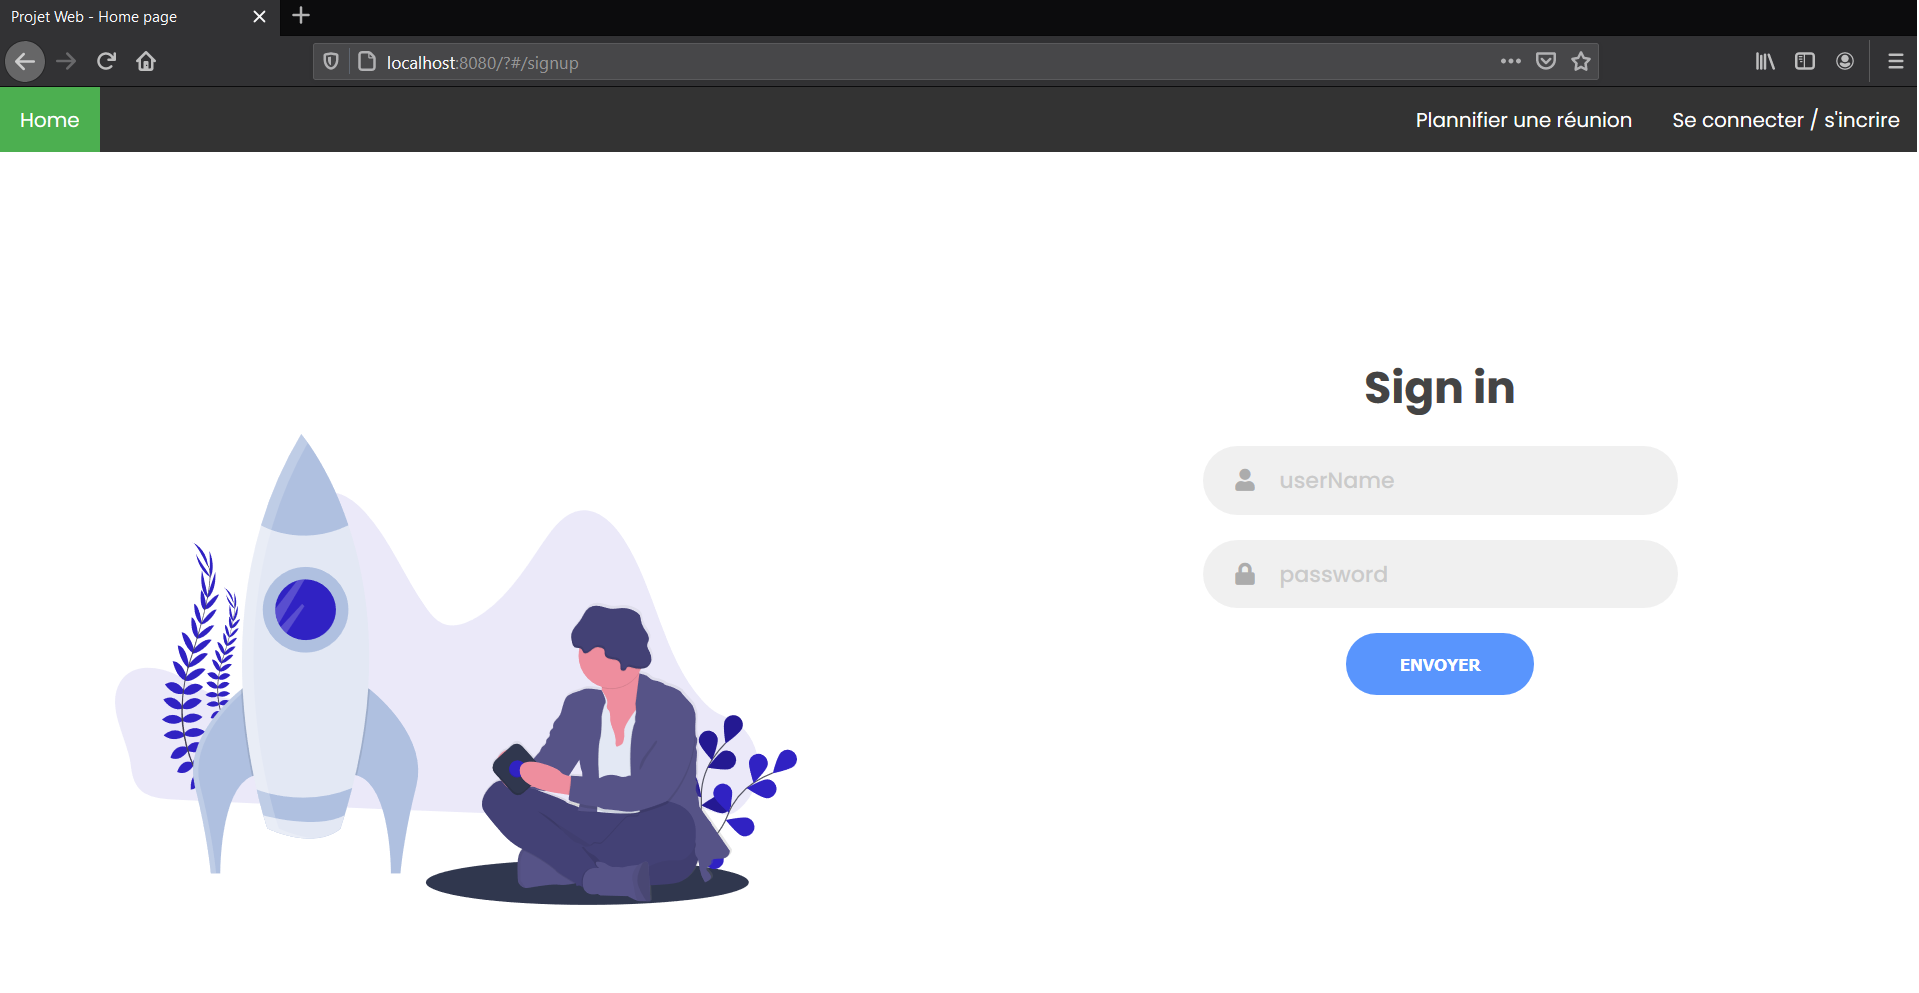 Projet Web - Home page
localhost:8080/?#/signup
Home
Plannifier une réunion
Se connecter / s'incrire
Sign in
userName
password
ENVOYER